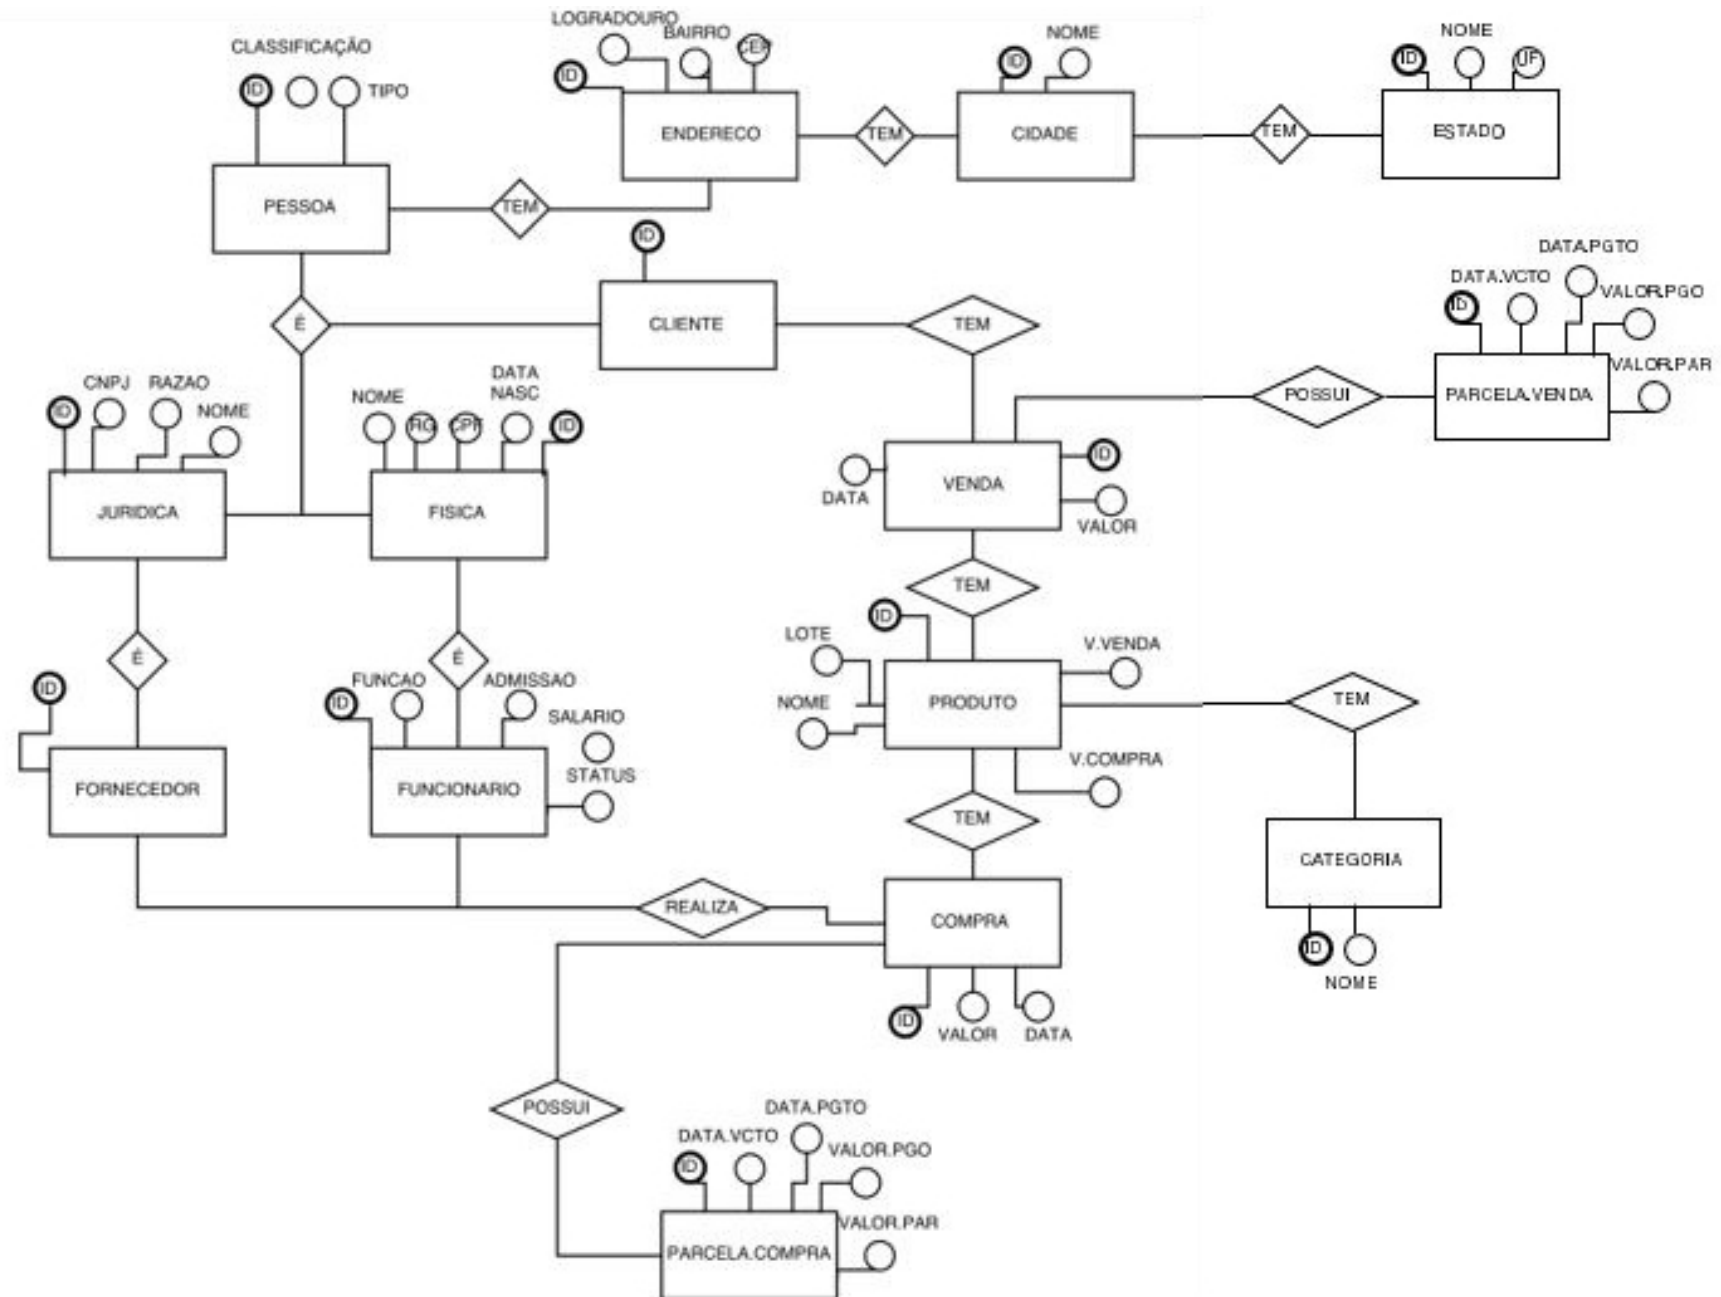 LOGRADOURO
BAIRRO
CEP
ID
NOME
ID
NOME
ID
UF
CLASSIFICAÇÃO
ID
TIPO
ENDERECO
TEM
CIDADE
TEM
ESTADO
PESSOA
TEM
ID
DATA.PGTO
DATA.VCTO
ID
VALOR.PGO
É
CLIENTE
TEM
VALOR.PAR
POSSUI
PARCELA.VENDA
CNPJ
RAZAO
ID
NOME
NOME
DATA
NASC
RG
CPF
ID
JURIDICA
FISICA
DATA
VENDA
ID
VALOR
TEM
ID
LOTE
V.VENDA
NOME
PRODUTO
TEM
V.COMPRA
É
É
ID
ID
FUNCAO
ADMISSAO
SALARIO
STATUS
FORNECEDOR
FUNCIONARIO
TEM
CATEGORIA
ID
NOME
REALIZA
COMPRA
ID
VALOR
DATA
POSSUI
DATA.PGTO
DATA.VCTO
ID
VALOR.PGO
VALOR.PAR
PARCELA.COMPRA